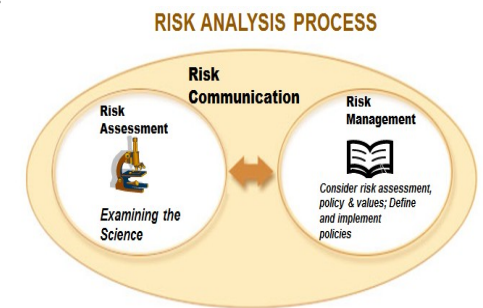 RISK ANALYSIS PROCESS
Risk
Communication
Risk
Assessment
Examining the
Science
Risk
Management
Consider risk assessment,
policy & values; Define
and implement
policies